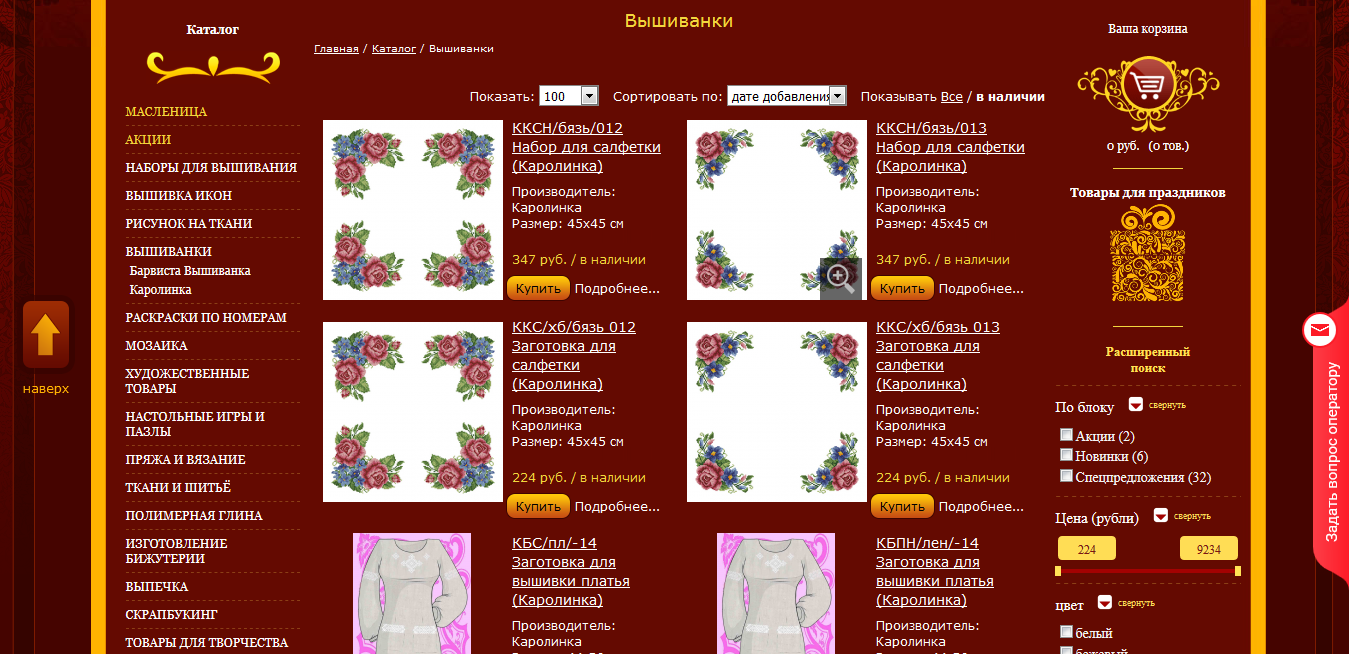 Каталог
МАСЛЕНИЦА
АКЦИИ
НАБОРЫ ДЛЯ ВЫШИВАНИЯ
ВЫШИВКА ИКОН
РИСУНОК НА ТКАНИ
ВЫШИВАНКИ
Барвиста Вышиванка
Каролинка
РАСКРАСКИ ПО НОМЕРАМ
МОЗАИКА
ХУДОЖЕСТВЕННЫЕ
ТОВАРЫ
НАСТОЛЬНЫЕ ИГРЫ И
ПАЗЛЫ
ПРЯЖА И ВЯЗАНИЕ
ТКАНИ И ШИТЬЁ
ПОЛИМЕРНАЯ ГЛИНА
ИЗГОТОВЛЕНИЕ
БИЖУТЕРИИ
ВЫПЕЧКА
СКРАПБУКИНГ
ТОВАРЫ ДЛЯ ТВОРЧЕСТВА
наверх
Вышиванки
Главная / Каталог / Вышиванки
Показать: 100 Сортировать по: дате добавления Показывать Все / в наличии
ККСН/бязь/012
Набор для салфетки
(Каролинка)
Производитель:
Каролинка
Размер: 45х45 см
347 руб. / в наличии
Купить Подробнее...
ККСН/бязь/013
Набор для салфетки
(Каролинка)
Производитель:
Каролинка
Размер: 45х45 см
347 руб. / в наличии
Купить Подробнее...
ККС/хб/бязь 012
Заготовка для
салфетки
(Каролинка)
Производитель:
Каролинка
Размер: 45х45 см
224 руб. / в наличии
Купить Подробнее...
ККС/хб/бязь 013
Заготовка для
салфетки
(Каролинка)
Производитель:
Каролинка
Размер: 45х45 см
224 руб. / в наличии
Купить Подробнее...
КБС/пл/-14
Заготовка для
вышивки платья
(Каролинка)
Производитель:
Каролинка
КБПН/лен/-14
Заготовка для
вышивки платья
(Каролинка)
Производитель:
Каролинка
Ваша корзина
0 руб. (0 тов.)
Товары для праздников
Расширенный
поиск
По блоку свернуть
Акции (2)
Новинки (6)
Спецпредложения (32)
Цена (рубли) свернуть
224 9234
цвет свернуть
белый
бежевый
Задать вопрос оператору